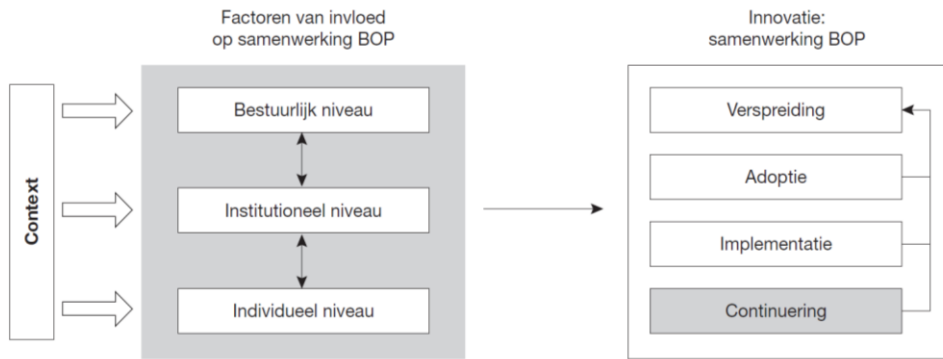 Factoren van invloed
op samenwerking BOP
Innovatie:
samenwerking BOP
Context
Bestuurlijk niveau
Institutioneel niveau
Individueel niveau
Verspreiding
Adoptie
Implementatie
Continuering